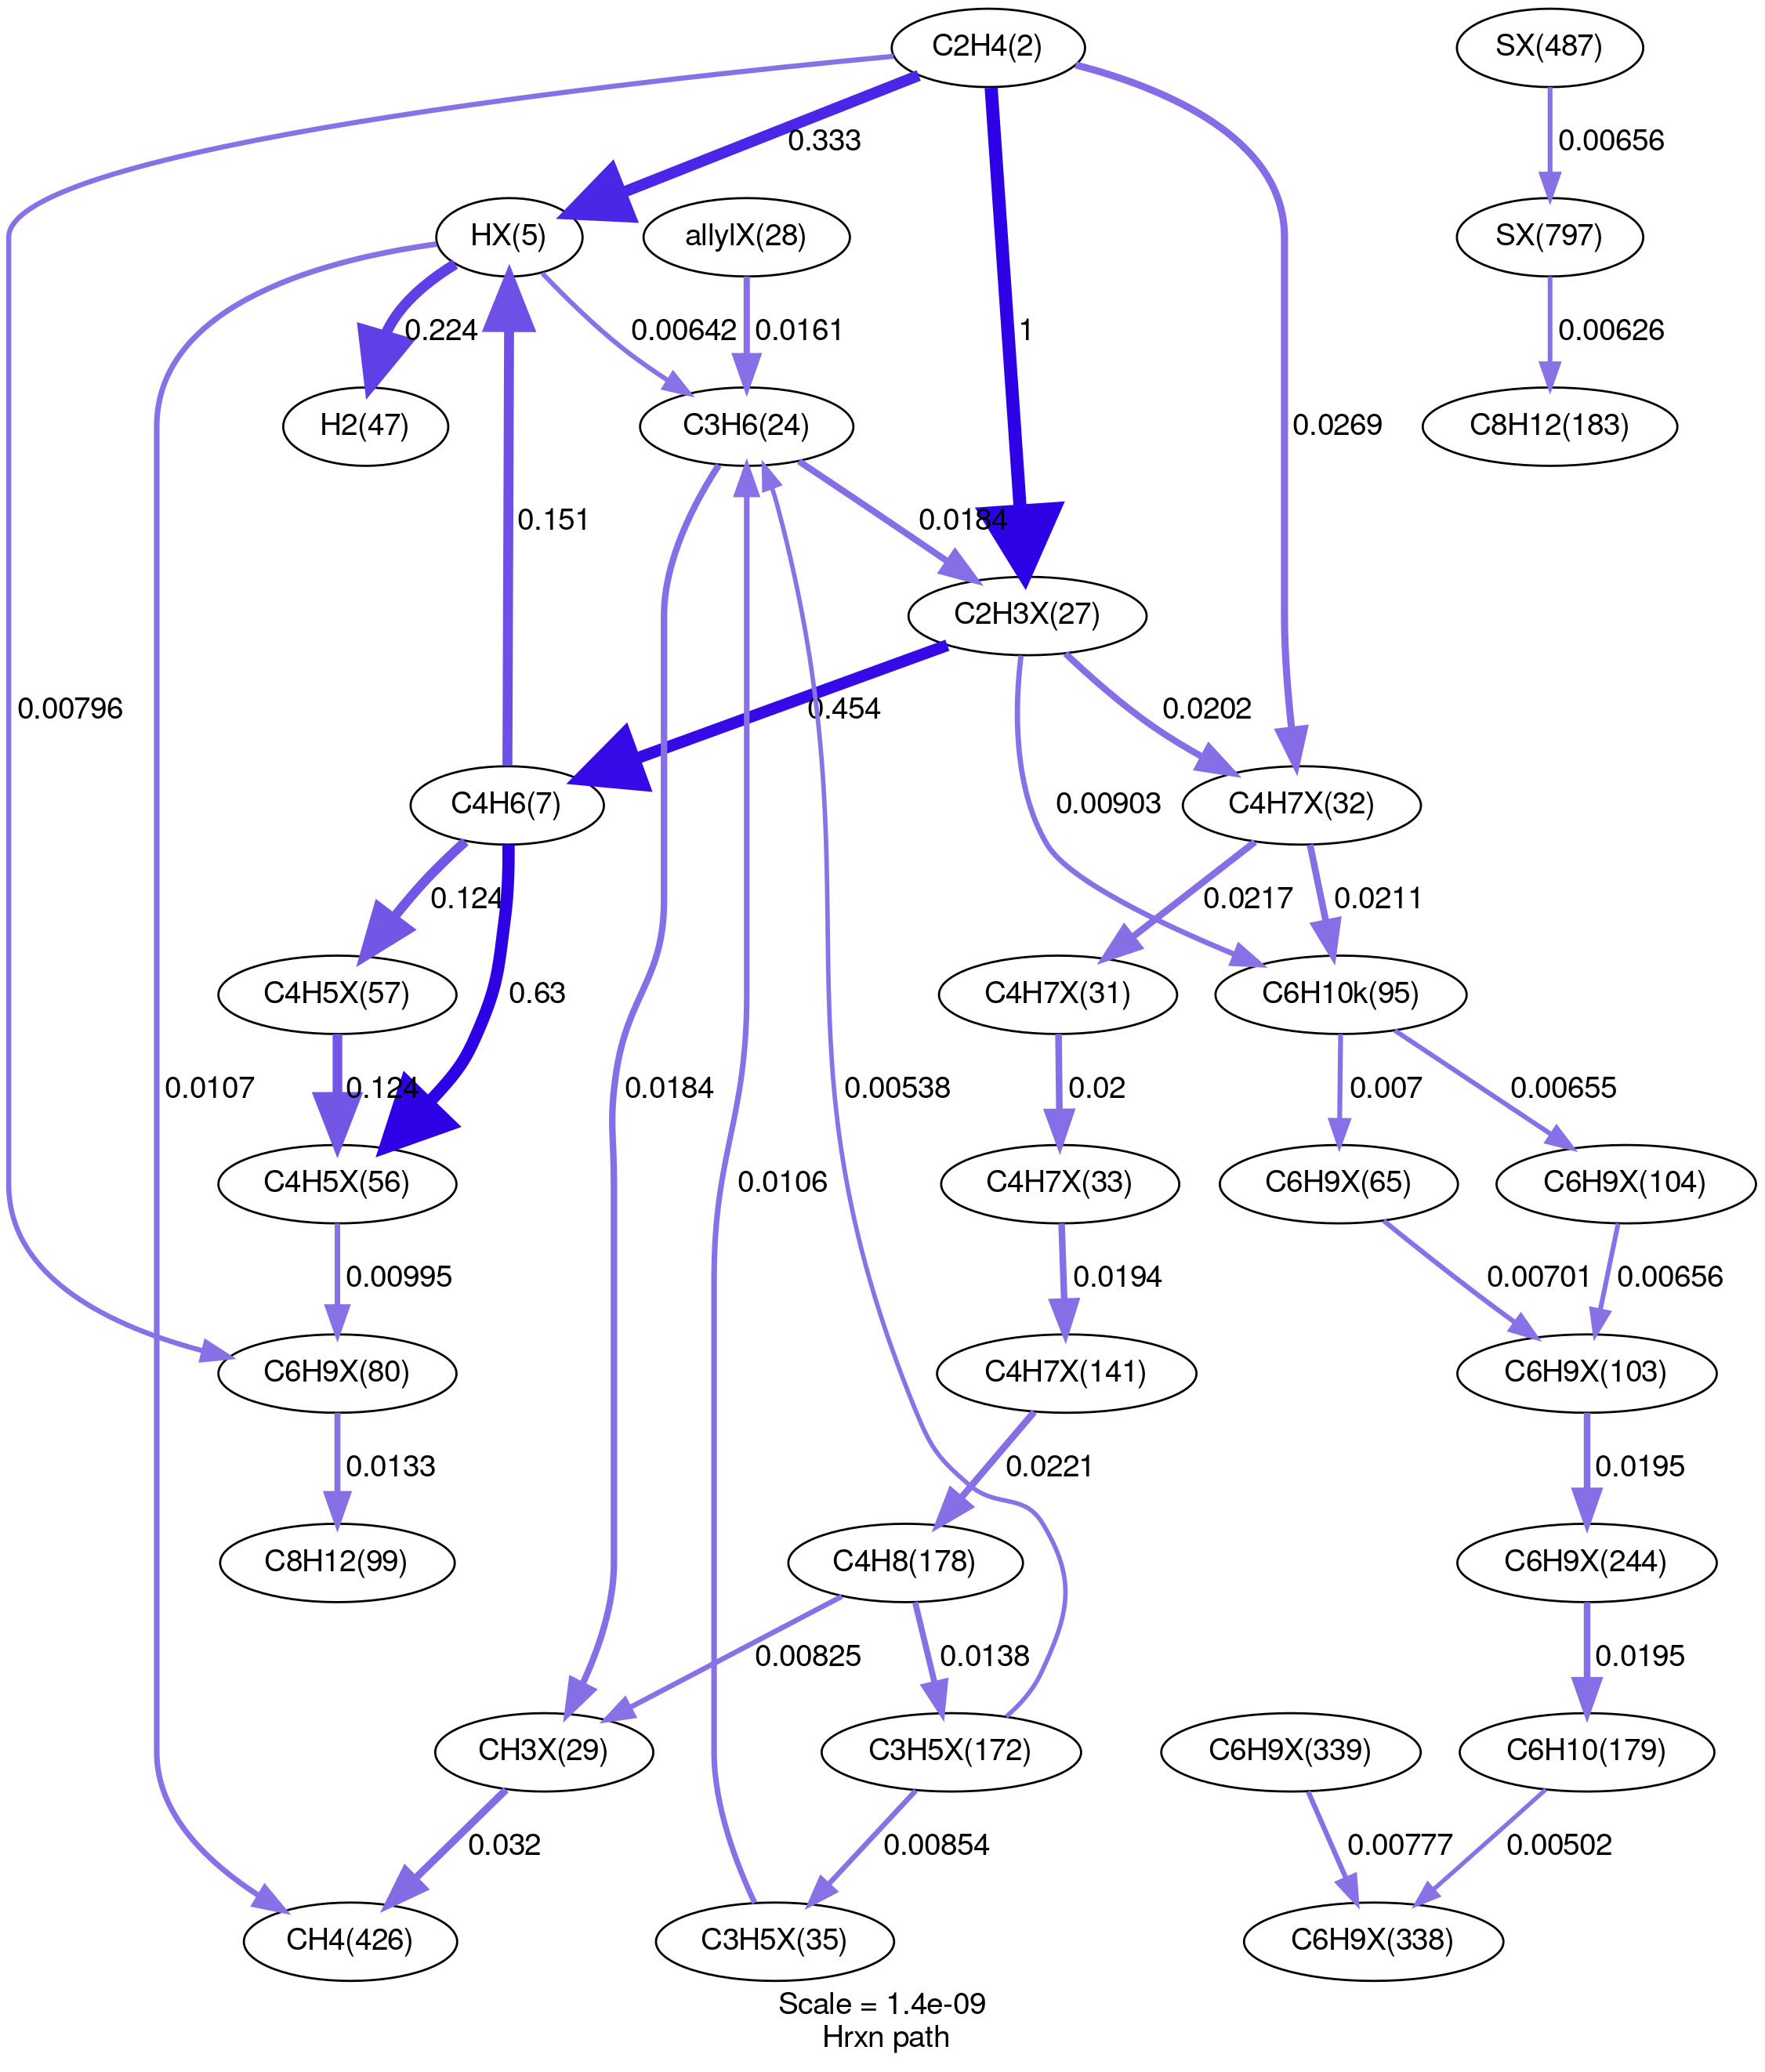 C2H4(2)
SX(487)
0.333
0.00656
HX(5)
allylX(28)
SX(797)
0.224
0.00642
0.0161
1
0.00626
H2(47)
C3H6(24)
0.0269
C8H12(183)
0.151
0.0184
C2H3X(27)
0.00796
0.454
0.0202
C4H6(7)
0.00903
C4H7X(32)
0.124
0.63
0.0217
0.0211
C4H5X(57)
C4H7X(31)
C6H10k(95)
0.0107
0.124
0.0184
0.0106
0.00538
0.02
0.007
0.00655
C4H5X(56)
C4H7X(33)
C6H9X(65)
C6H9X(104)
0.00995
0.0194
0.00701
0.00656
C6H9X(80)
C4H7X(141)
C6H9X(103)
0.0133
0.0221
0.0195
C8H12(99)
C4H8(178)
C6H9X(244)
0.00825
0.0138
0.0195
CH3X(29)
C3H5X(172)
C6H9X(339)
C6H10(179)
0.032
0.00854
0.00777
0.00502
CH4(426)
C3H5X(35)
C6H9X(338)
Scale = 1.4e-09
Hrxn path